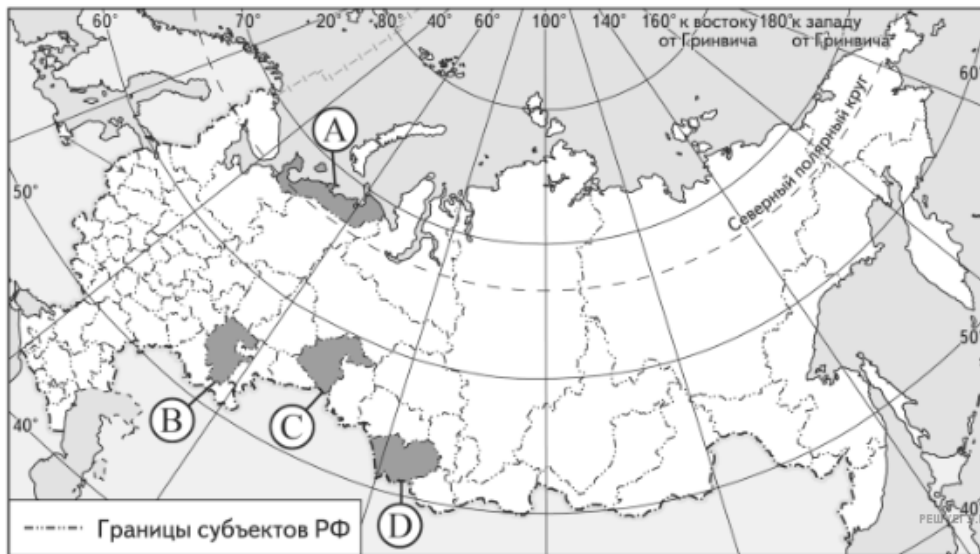 60° 70° 20° 40° 60° 100° 140° 160° к востоку от Гринвича 180° к западу от Гринвича
60°
A
Северный полярный круг
50°
50°
60°
B
C
40°
D
40°
Границы субъектов РФ